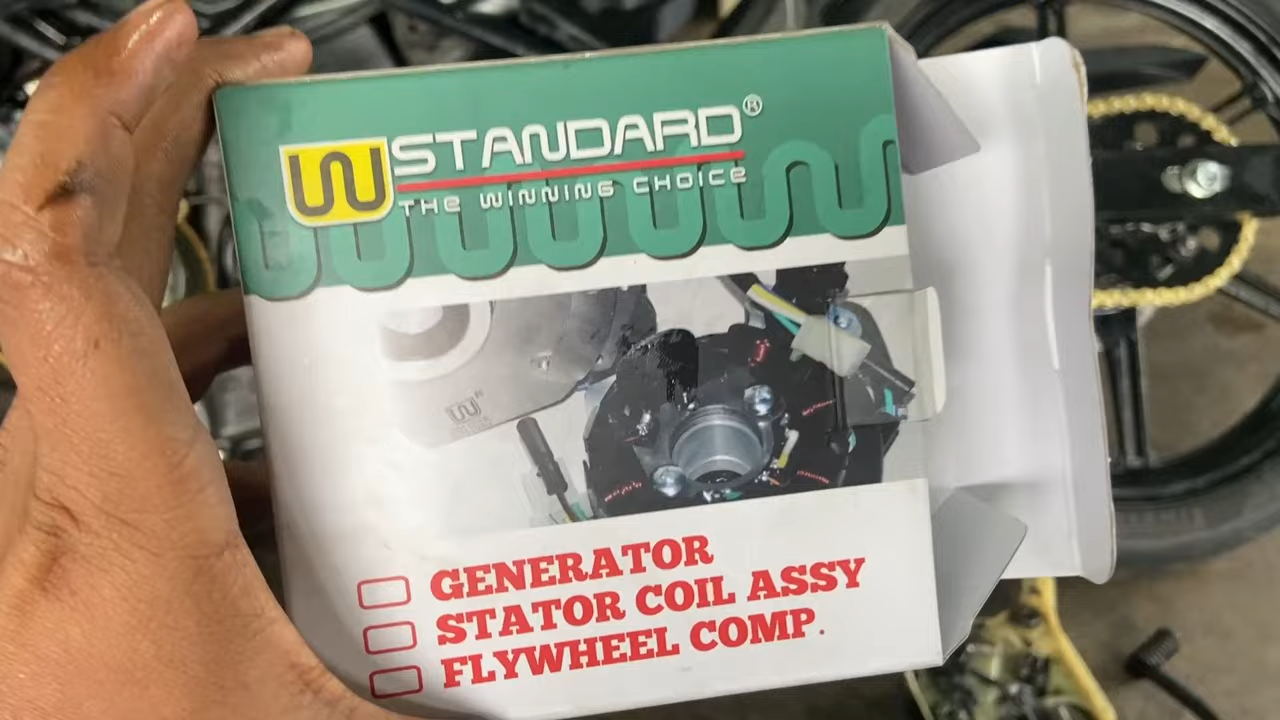 STANDARD®
THE WINNING CHOICE
GENERATOR
STATOR COIL ASSY
FLYWHEEL COMP.